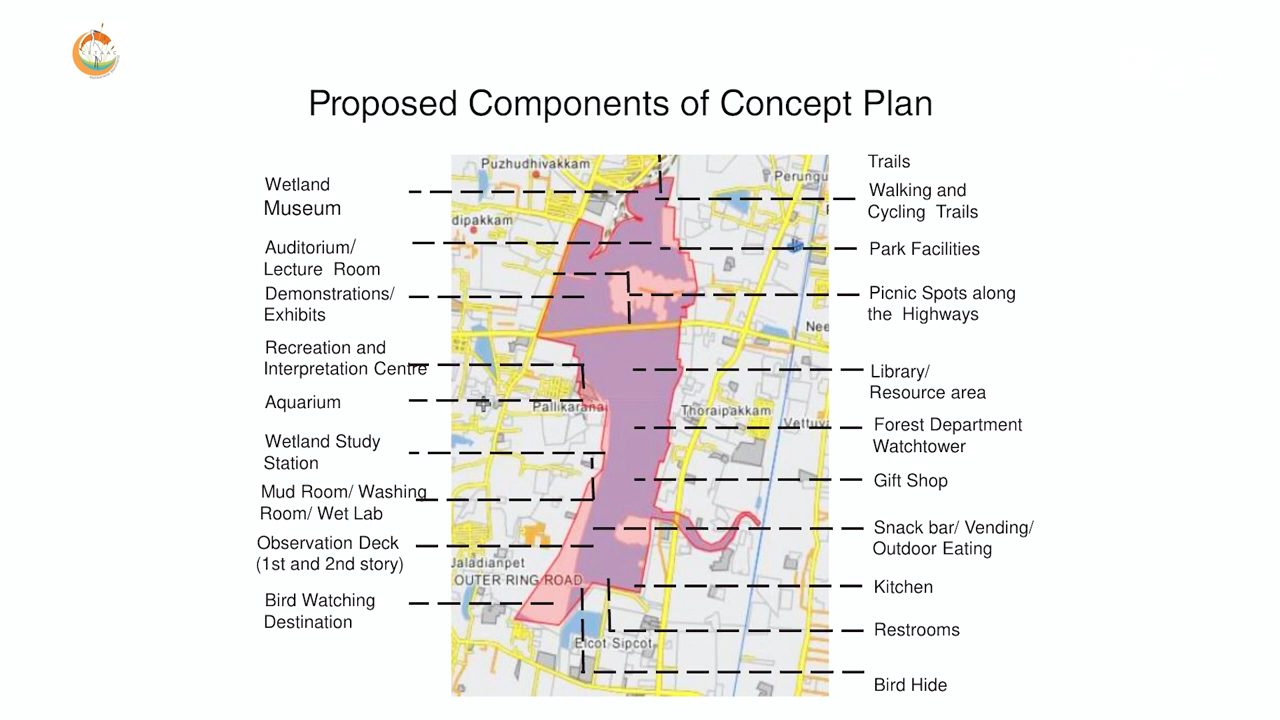 Proposed Components of Concept Plan
Wetland
Museum
Auditorium/
Lecture Room
Demonstrations/
Exhibits
Recreation and
Interpretation Centre
Aquarium
Wetland Study
Station
Mud Room/ Washing
Room/ Wet Lab
Observation Deck
(1st and 2nd story)
Bird Watching
Destination
Puzhudhivakkam
Perungu
dipakkam
Nee
Pallikaranai
Thoraipakkam
Vettuv
Jaladianpet
OUTER RING ROAD
Elcot Sipcot
Trails
Walking and
Cycling Trails
Park Facilities
Picnic Spots along
the Highways
Library/
Resource area
Forest Department
Watchtower
Gift Shop
Snack bar/ Vending/
Outdoor Eating
Kitchen
Restrooms
Bird Hide